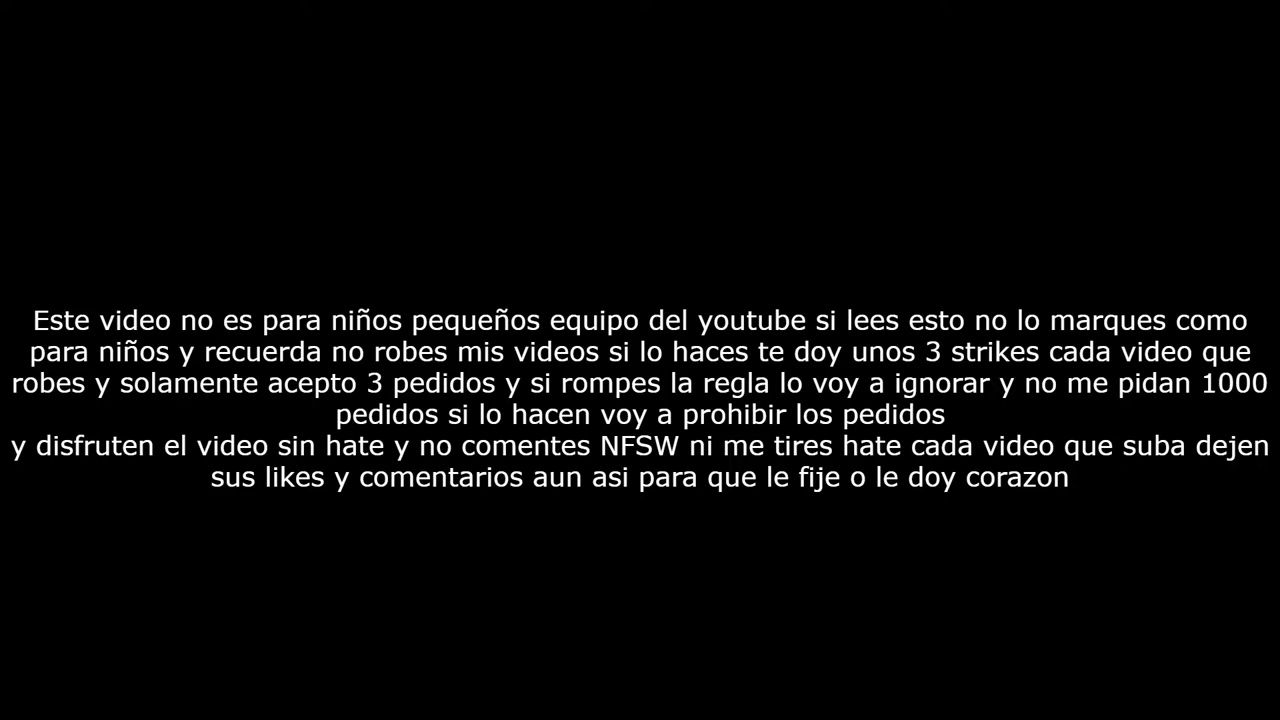 Este video no es para niños pequeños equipo del youtube si lees esto no lo marques como
para niños y recuerda no robes mis videos si lo haces te doy unos 3 strikes cada video que
robes y solamente acepto 3 pedidos y si rompes la regla lo voy a ignorar y no me pidan 1000
pedidos si lo hacen voy a prohibir los pedidos
y disfruten el video sin hate y no comentes NFSW ni me tires hate cada video que suba dejen
sus likes y comentarios aun asi para que le fije o le doy corazon